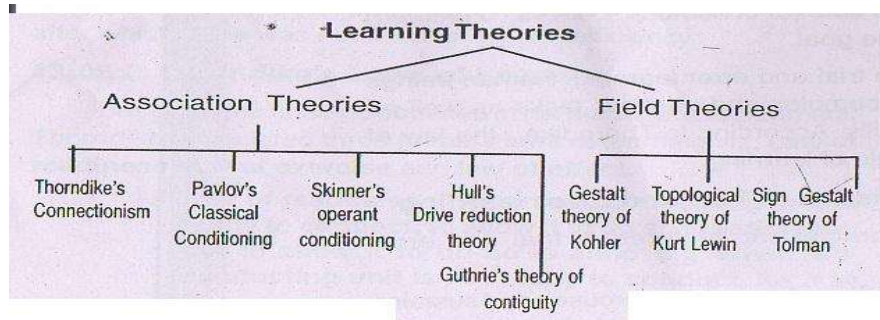 Learning Theories
Association Theories
Field Theories
Thorndike's
Connectionism
Pavlov's
Classical
Conditioning
Skinner's
operant
conditioning
Hull's
Drive reduction
theory
Guthrie's theory of
contiguity
Gestalt
theory of
Kohler
Topological
theory of
Kurt Lewin
Sign Gestalt
theory of
Tolman